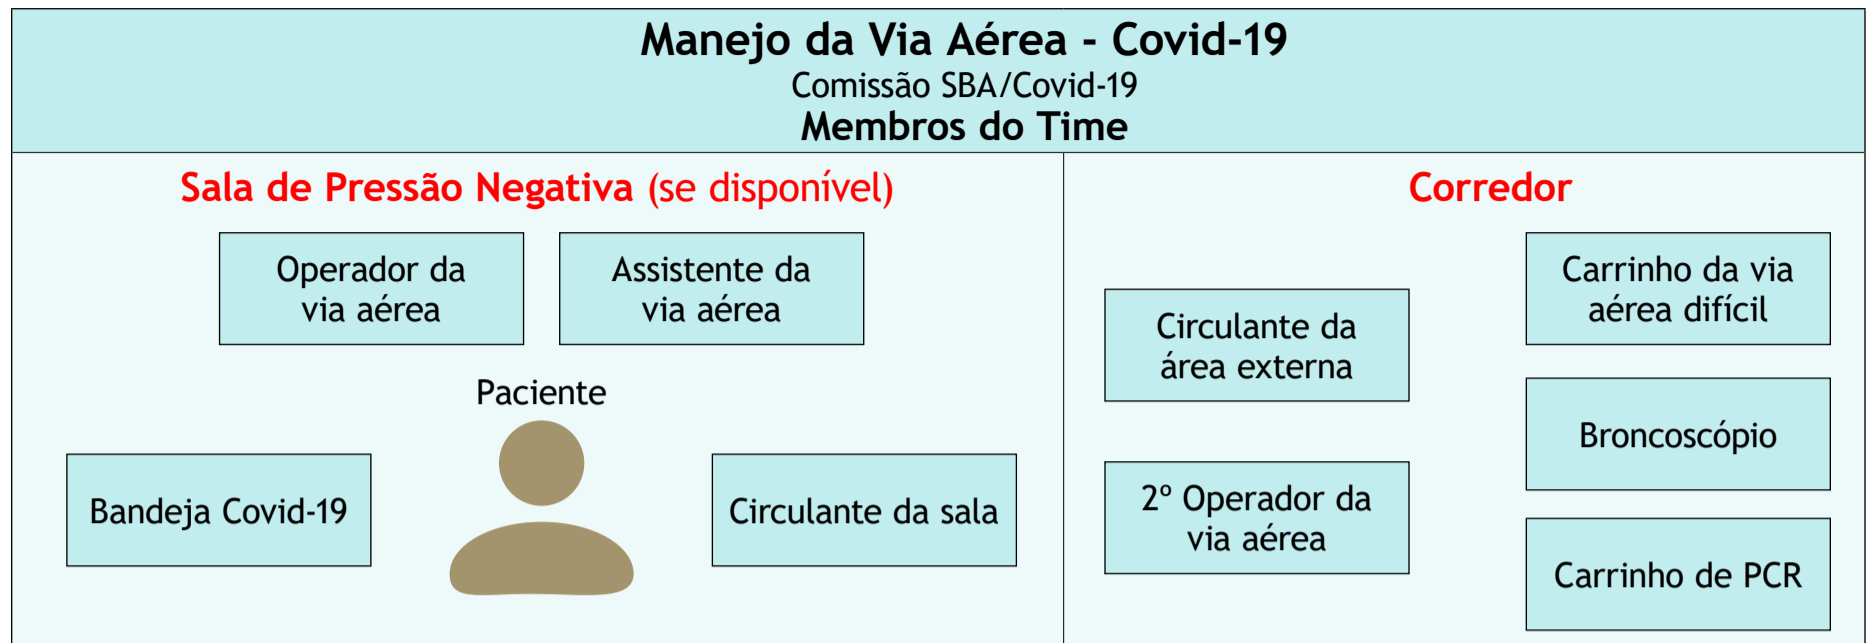 Manejo da Via Aérea - Covid-19
Comissão SBA/Covid-19
Membros do Time
Sala de Pressão Negativa (se disponível)
Operador da
via aérea
Assistente da
via aérea
Paciente
Bandeja Covid-19
Circulante da sala
Corredor
Circulante da
área externa
2º Operador da
via aérea
Carrinho da via
aérea difícil
Broncoscópio
Carrinho de PCR